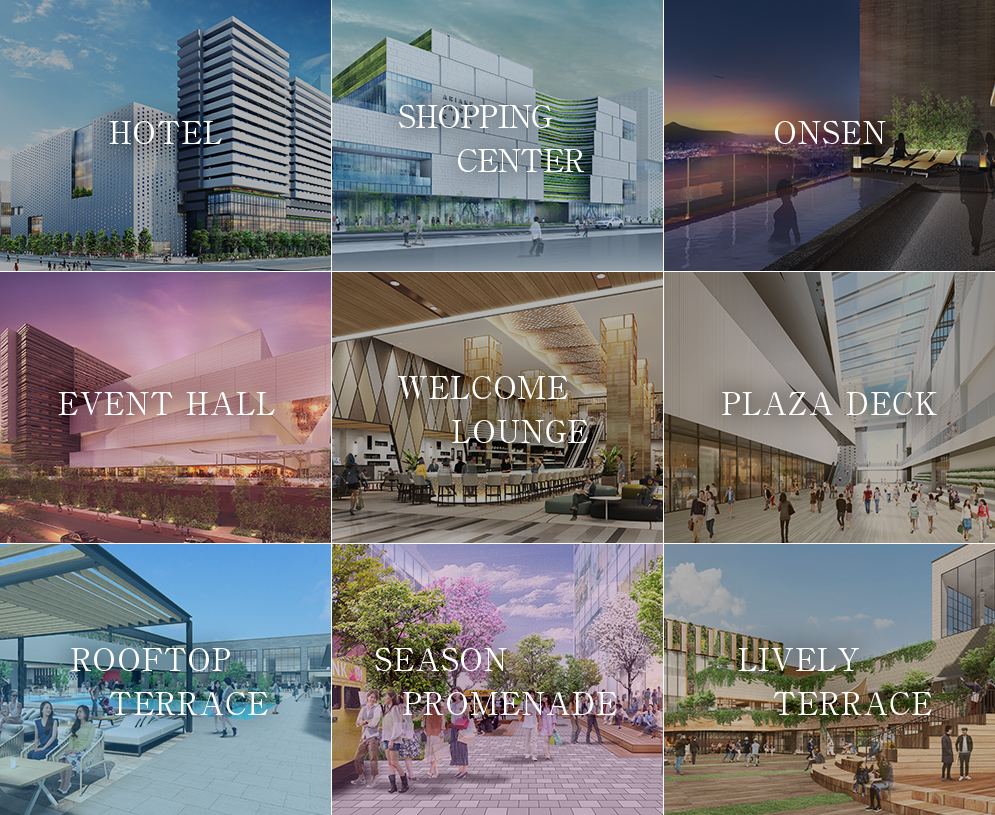 HOTEL
SHOPPING
CENTER
ONSEN
EVENT HALL
WELCOME
LOUNGE
PLAZA DECK
ROOFTOP
TERRACE
SEASON
PROMENADE
LIVELY
TERRACE